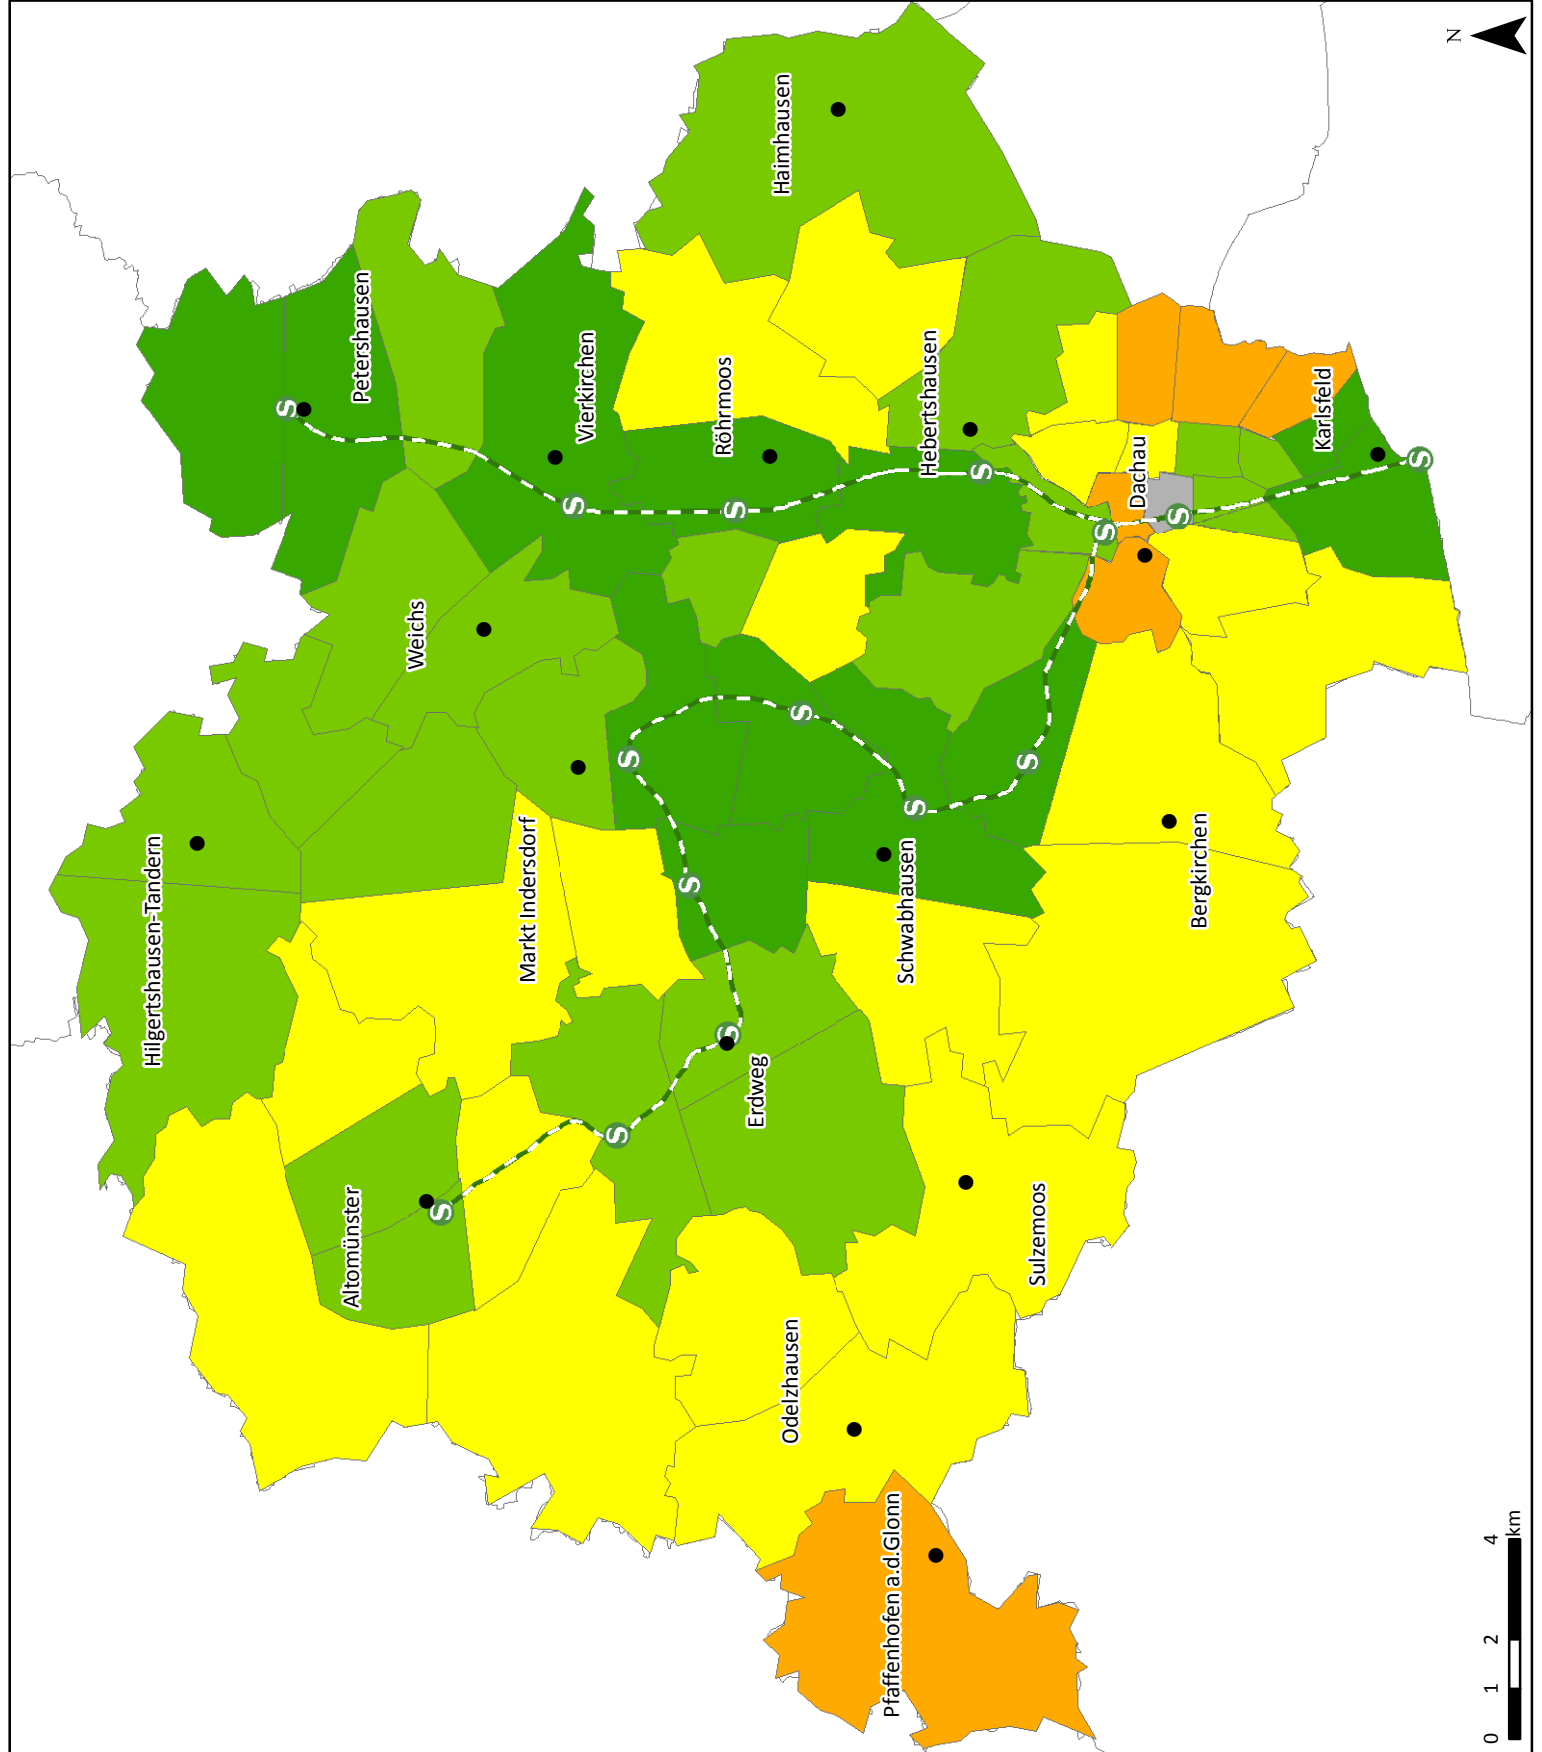 Hilgertshausen-Tandern
Altomünster
Petershausen
Weichs
Markt Indersdorf
Vierkirchen
Röhrmoos
Haimhausen
Erdweg
Odelzhausen
Pfaffenhofen a.d.Glonn
Schwabhausen
Hebertshausen
Sulzemoos
Dachau
Bergkirchen
Karlsfeld
S
S
S
S
S
S
S
S
S
S
S
S
S
S
N
0 1 2 4
km